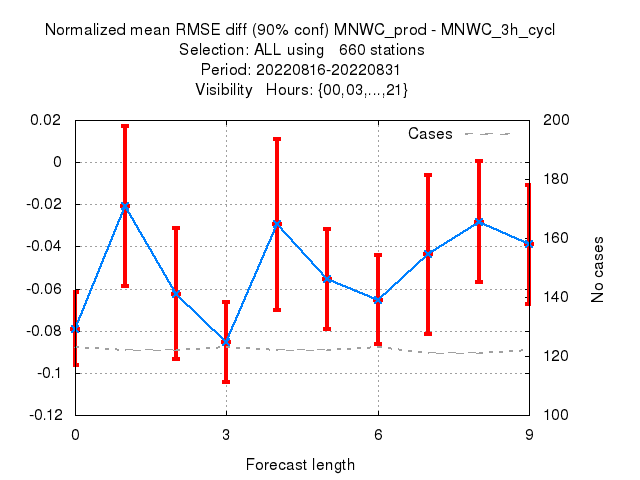 Normalized mean RMSE diff (90% conf) MNWC_prod - MNWC_3h_cycl
Selection: ALL using   660 stations
Period: 20220816-20220831
Visibility   Hours: {00,03,...,21}
Cases
0.02
0
-0.02
-0.04
-0.06
-0.08
-0.1
-0.12
200
180
160
140
120
100
No cases
0 3 6 9
Forecast length